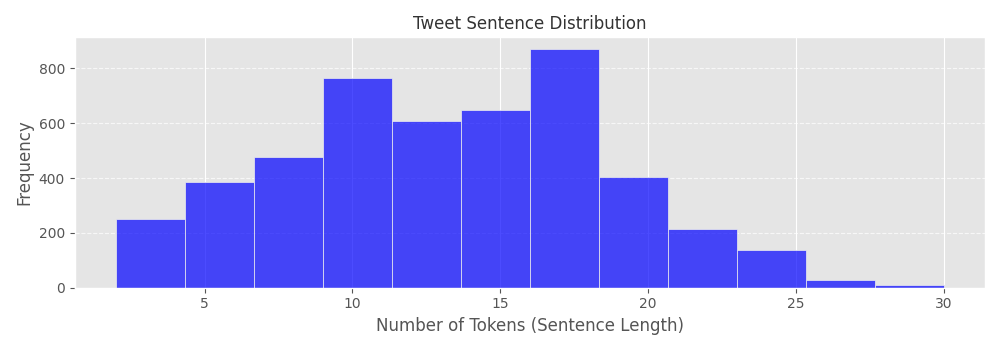 Tweet Sentence Distribution
Frequency
800
600
400
200
0
5 10 15 20 25 30
Number of Tokens (Sentence Length)